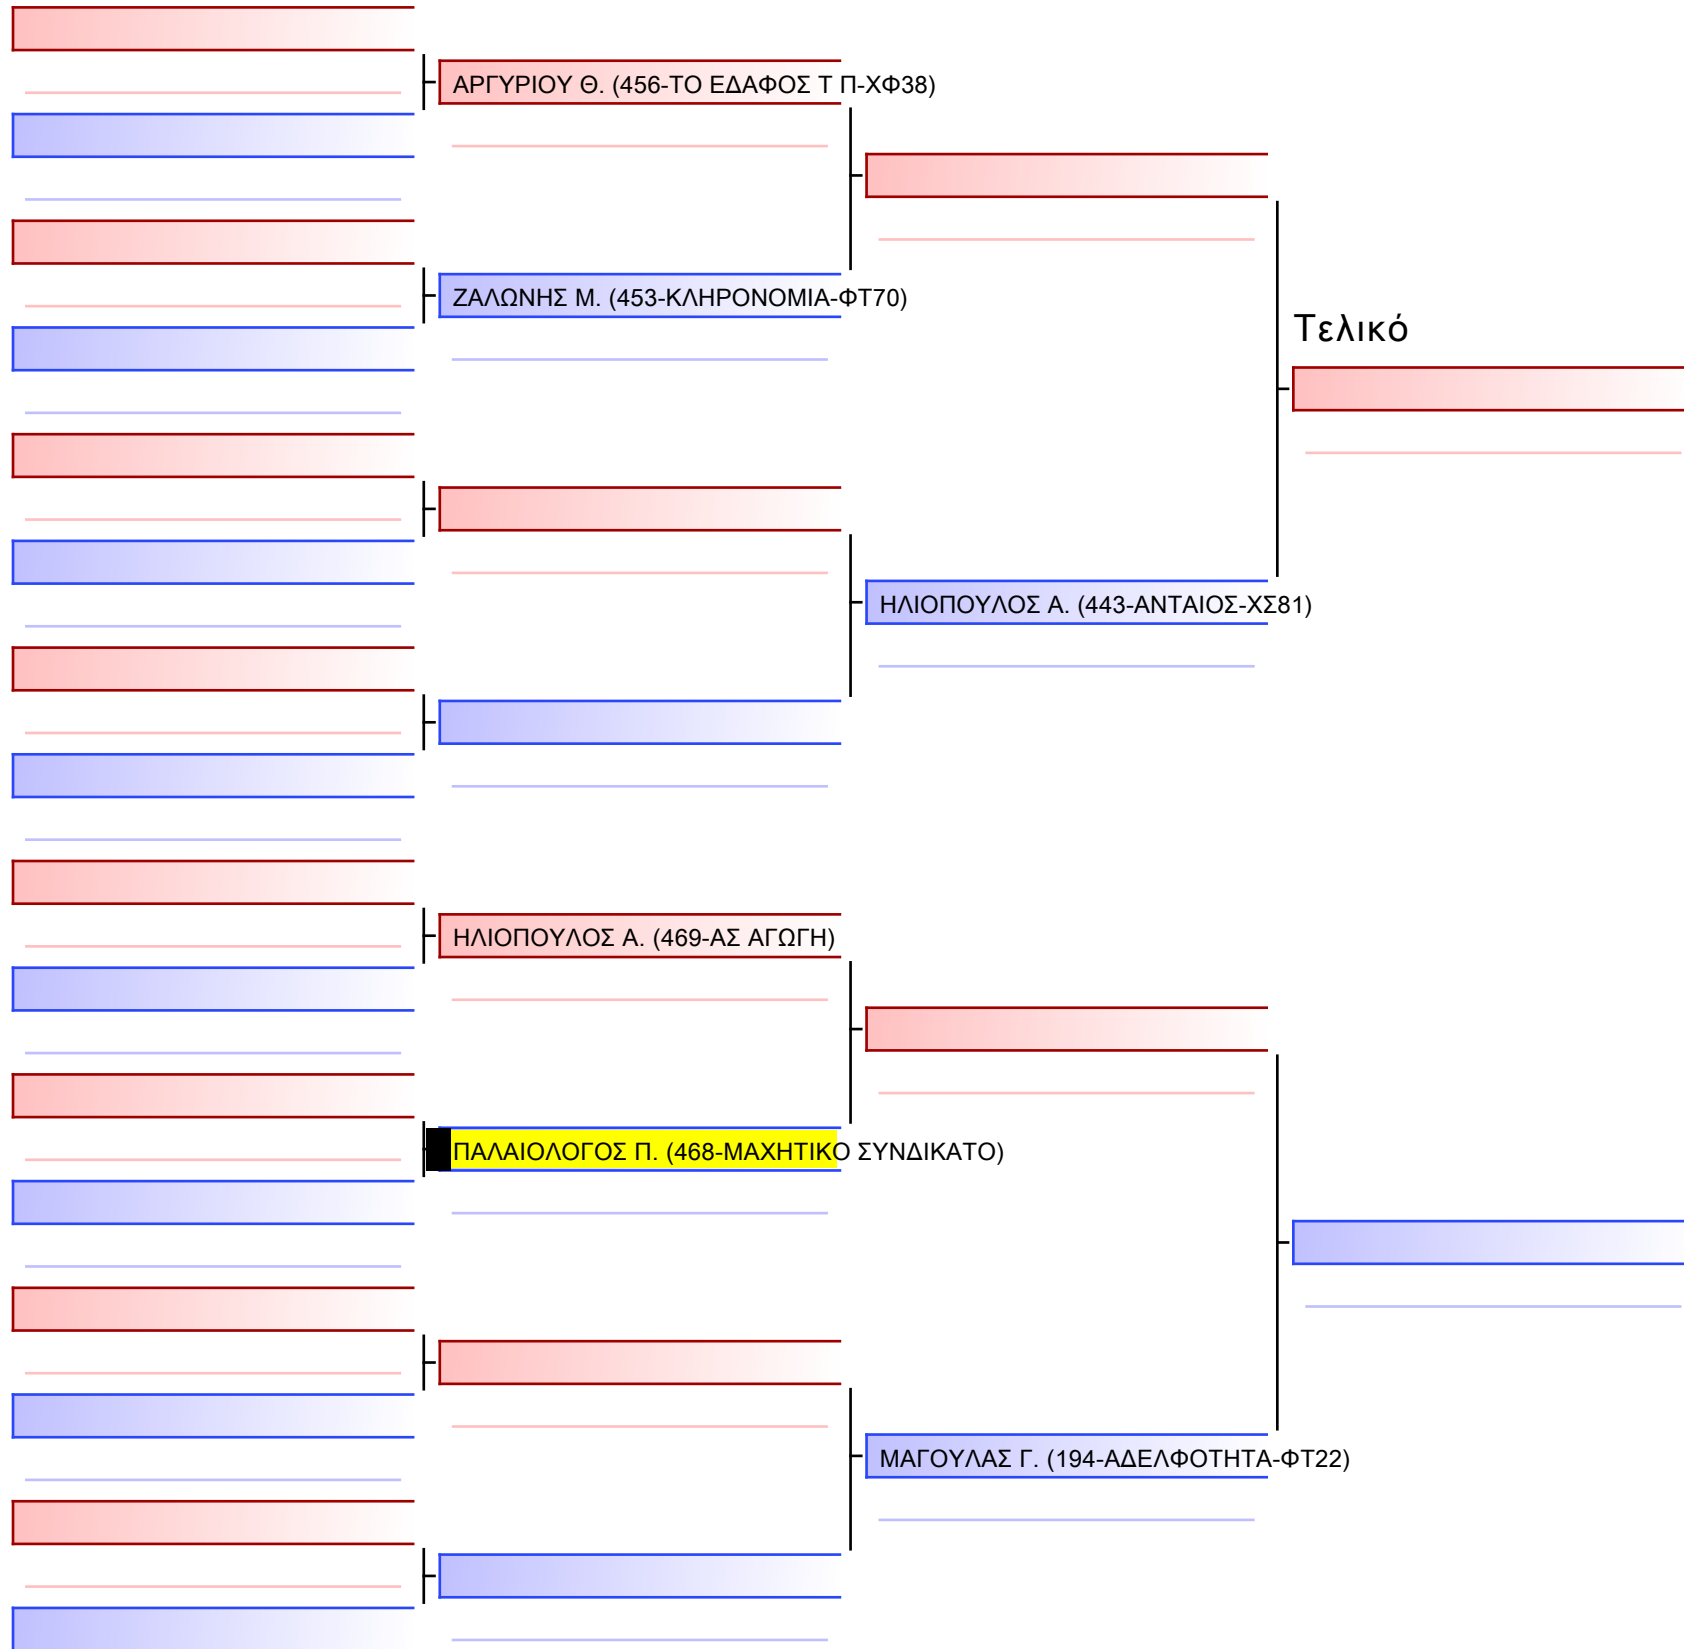 ΑΡΓΥΡΙΟΥ Θ. (456-ΤΟ ΕΔΑΦΟΣ Τ Π-ΧΦ38)
ΖΑΛΩΝΗΣ Μ. (453-ΚΛΗΡΟΝΟΜΙΑ-ΦΤ70)
Τελικό
ΗΛΙΟΠΟΥΛΟΣ Α. (443-ΑΝΤΑΙΟΣ-ΧΣ81)
ΗΛΙΟΠΟΥΛΟΣ Α. (469-ΑΣ ΑΓΩΓΗ)
ΠΑΛΑΙΟΛΟΓΟΣ Π. (468-ΜΑΧΗΤΙΚΟ ΣΥΝΔΙΚΑΤΟ)
ΜΑΓΟΥΛΑΣ Γ. (194-ΑΔΕΛΦΟΤΗΤΑ-ΦΤ22)